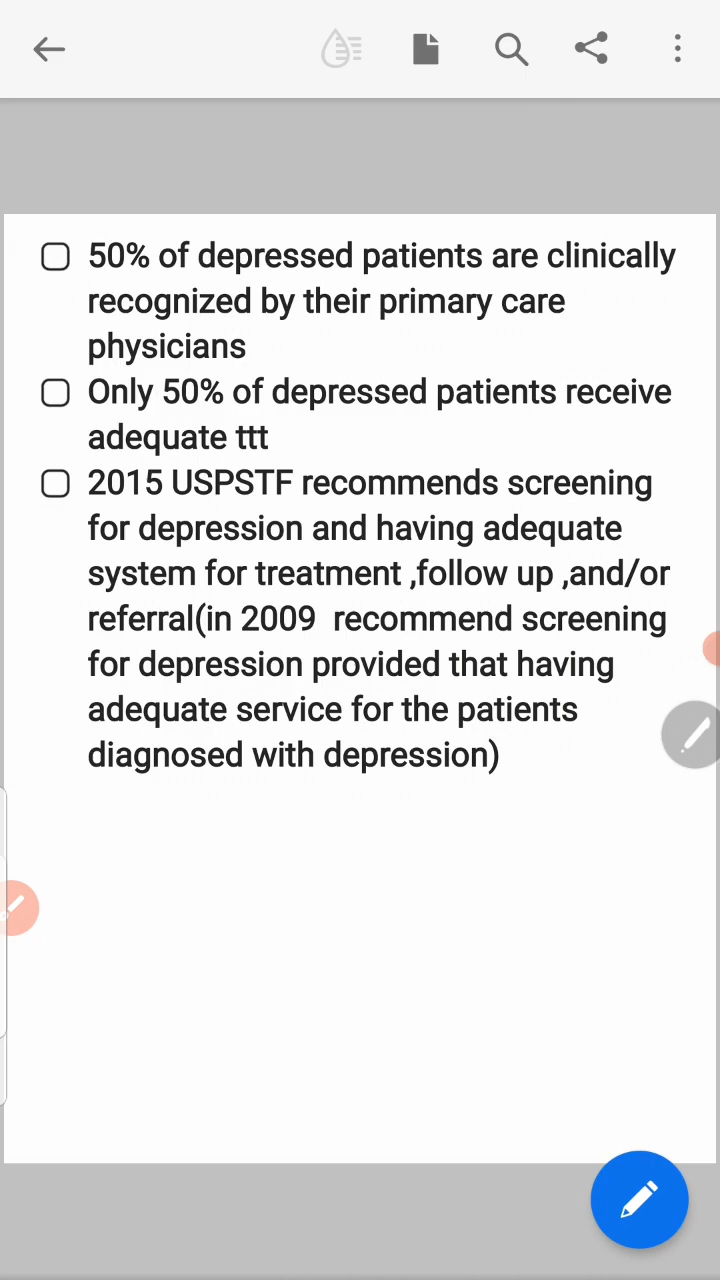 50% of depressed patients are clinically
recognized by their primary care
physicians
Only 50% of depressed patients receive
adequate ttt
2015 USPSTF recommends screening
for depression and having adequate
system for treatment ,follow up ,and/or
referral(in 2009  recommend screening
for depression provided that having
adequate service for the patients
diagnosed with depression)